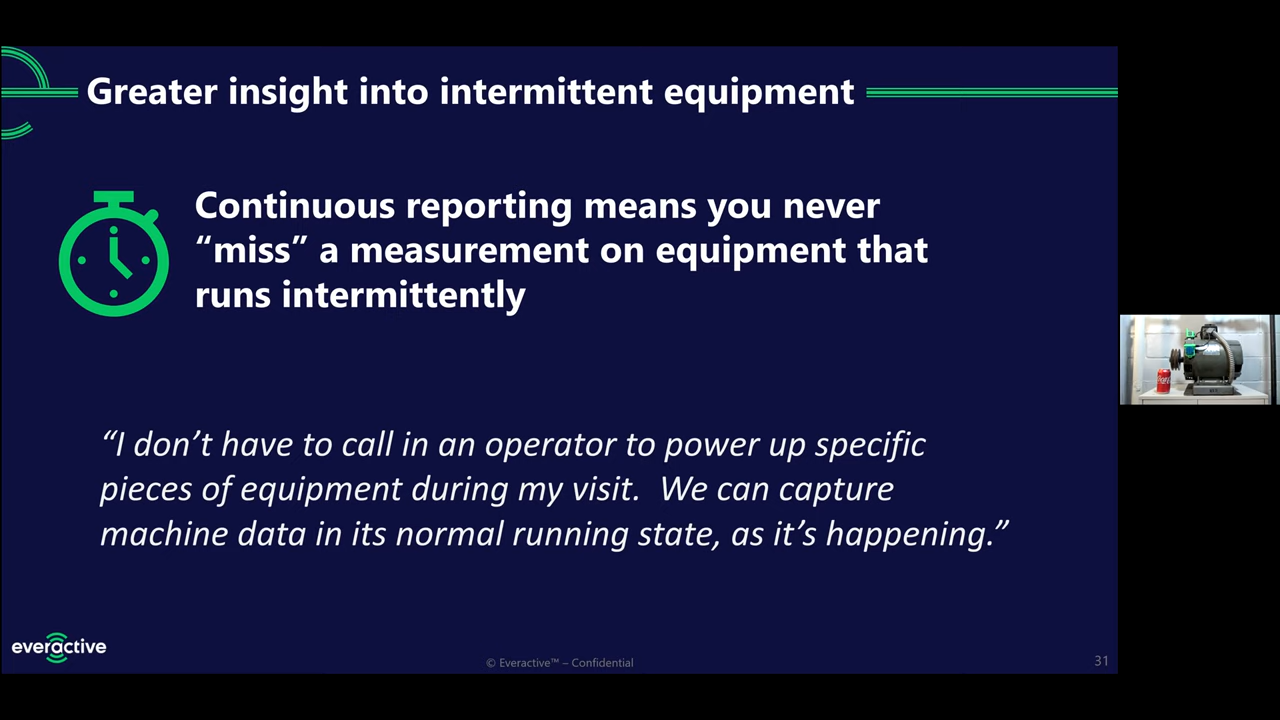 Greater insight into intermittent equipment
Continuous reporting means you never
“miss” a measurement on equipment that
runs intermittently
“I don’t have to call in an operator to power up specific
pieces of equipment during my visit.  We can capture
machine data in its normal running state, as it’s happening.”
everactive
© Everactive™ – Confidential
31